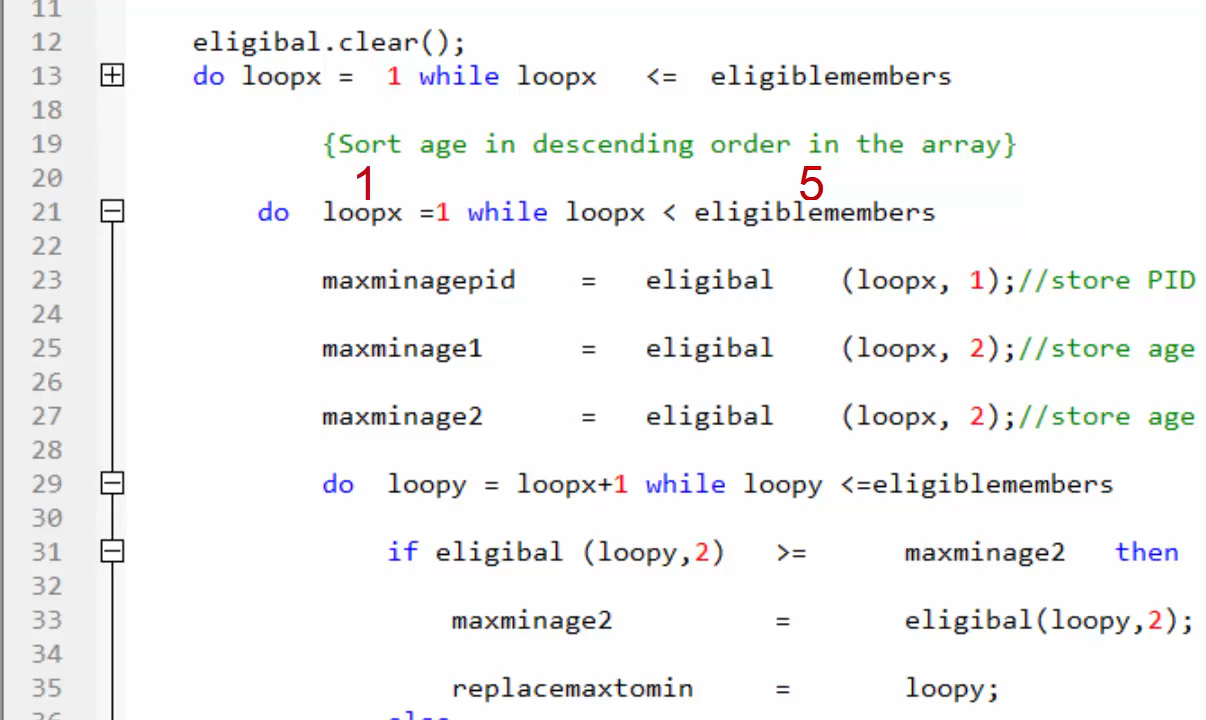 11
12 eligibal.clear();
13 do loopx = 1 while loopx <= eligiblemembers
18
19 {Sort age in descending order in the array}
20 1 5
21 do loopx =1 while loopx < eligiblemembers
22
23 maxminagepid = eligibal (loopx, 1);//store PID
24
25 maxminage1 = eligibal (loopx, 2);//store age
26
27 maxminage2 = eligibal (loopx, 2);//store age
28
29 do loopy = loopx+1 while loopy <=eligiblemembers
30
31 if eligibal (loopy,2) >= maxminage2 then
32
33 maxminage2 = eligibal(loopy,2);
34
35 replacemaxtomin = loopy;
36 else